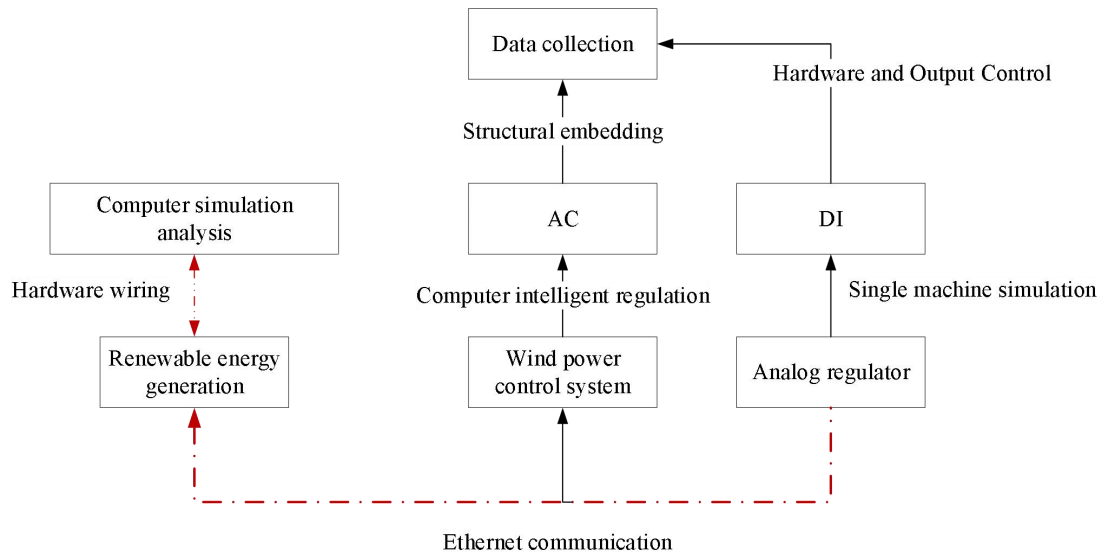 Data collection
Hardware and Output Control
Structural embedding
Computer simulation
analysis
AC
DI
Hardware wiring
Computer intelligent regulation
Single machine simulation
Renewable energy
generation
Wind power
control system
Analog regulator
Ethernet communication